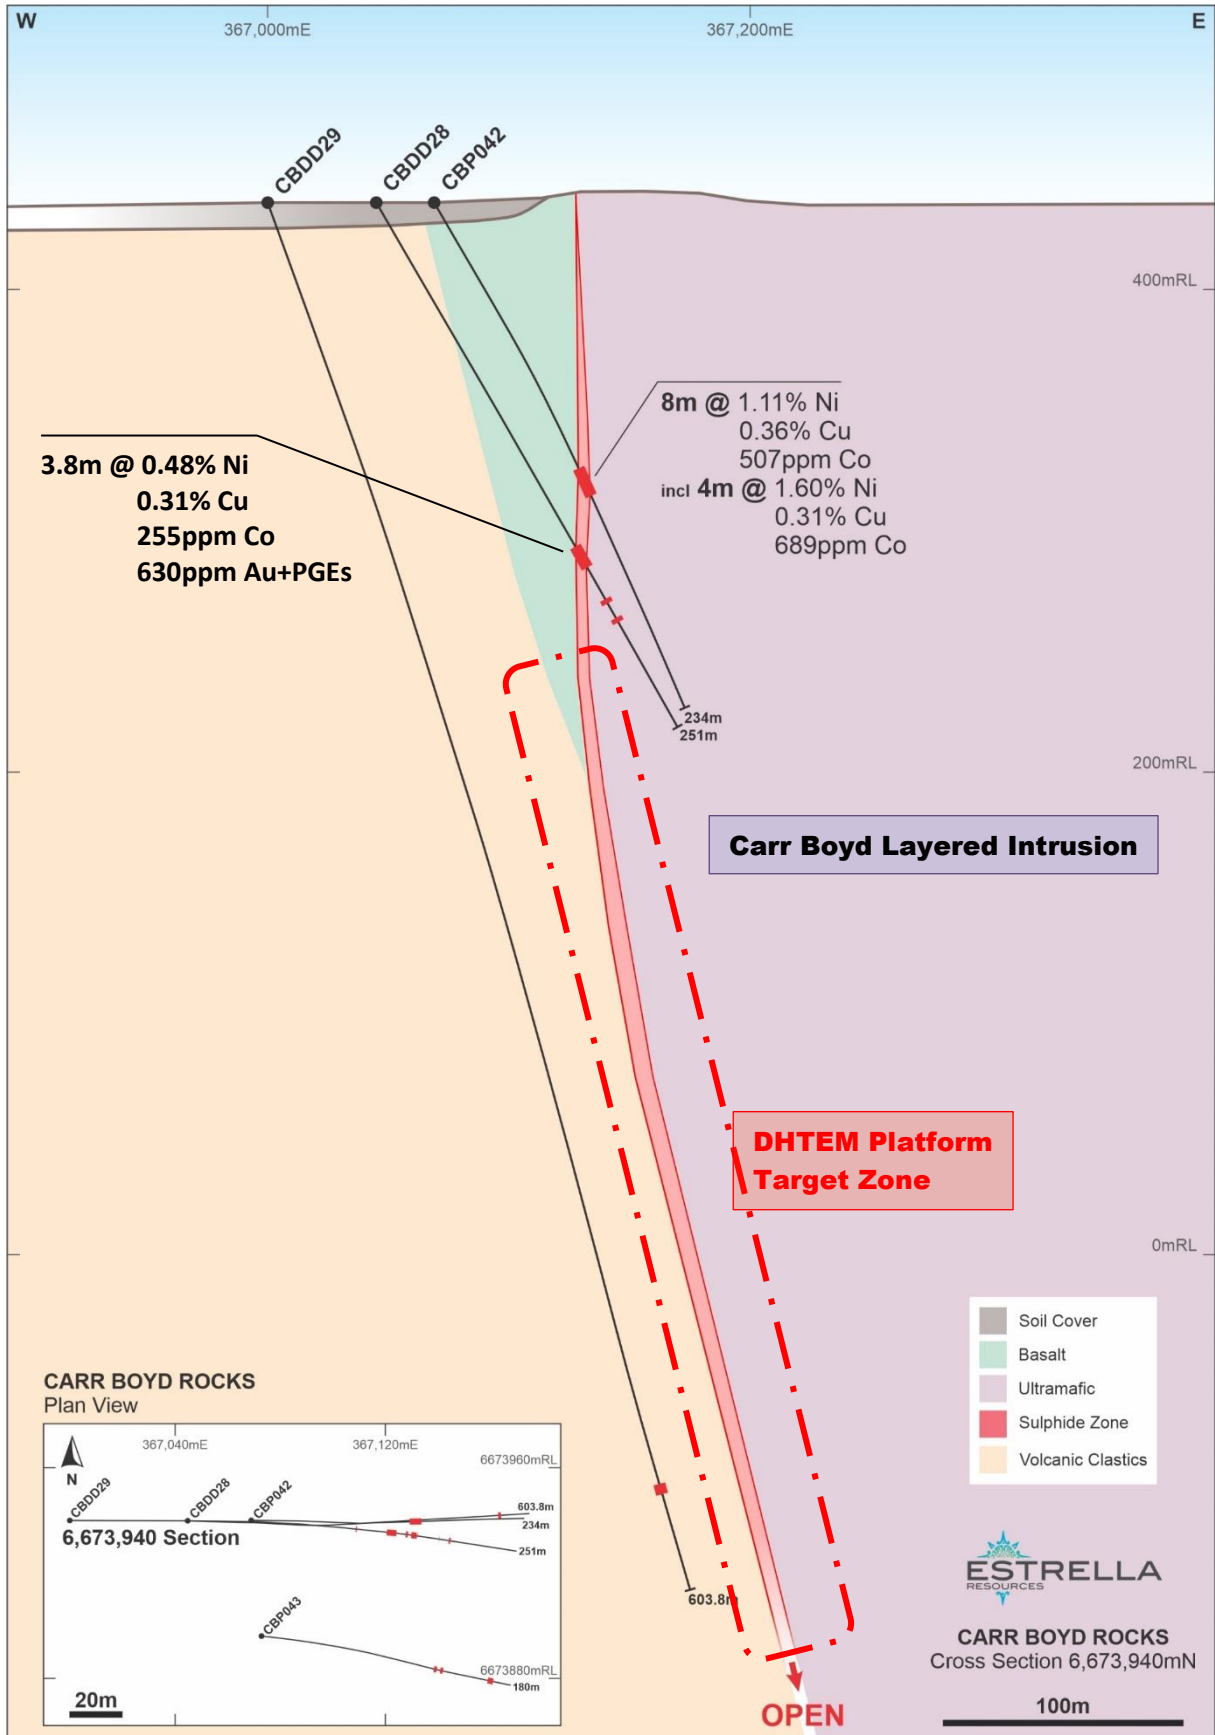 W
367,000mE
367,200mE
E
CBDD29
CBDD28
CBP042
400mRL
8m @ 1.11% Ni
0.36% Cu
507ppm Co
incl 4m @ 1.60% Ni
0.31% Cu
689ppm Co
3.8m @ 0.48% Ni
0.31% Cu
255ppm Co
630ppm Au+PGEs
234m
251m
200mRL
Carr Boyd Layered Intrusion
DHTEM Platform
Target Zone
0mRL
Soil Cover
Basalt
Ultramafic
Sulphide Zone
Volcanic Clastics
603.8m
CARR BOYD ROCKS
Plan View
367,040mE
367,120mE
6673960mRL
N
CBDD29
CBDD28
CBP042
603.8m
234m
6,673,940 Section
251m
CBP043
6673880mRL
180m
20m
ESTRELLA
RESOURCES
CARR BOYD ROCKS
Cross Section 6,673,940mN
100m
OPEN